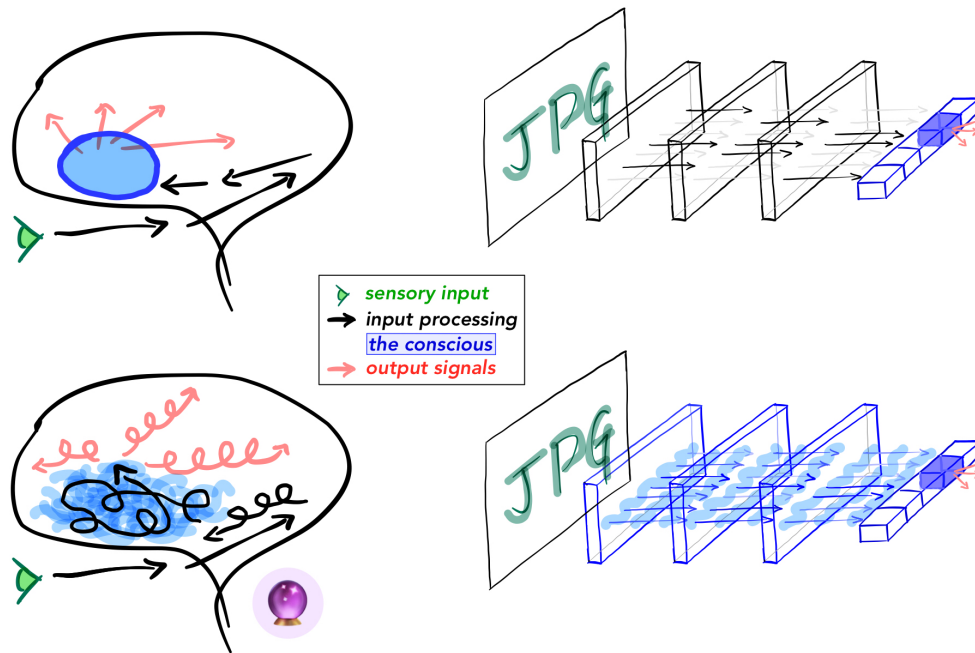 JPG
sensory input
input processing
the conscious
output signals
JPG